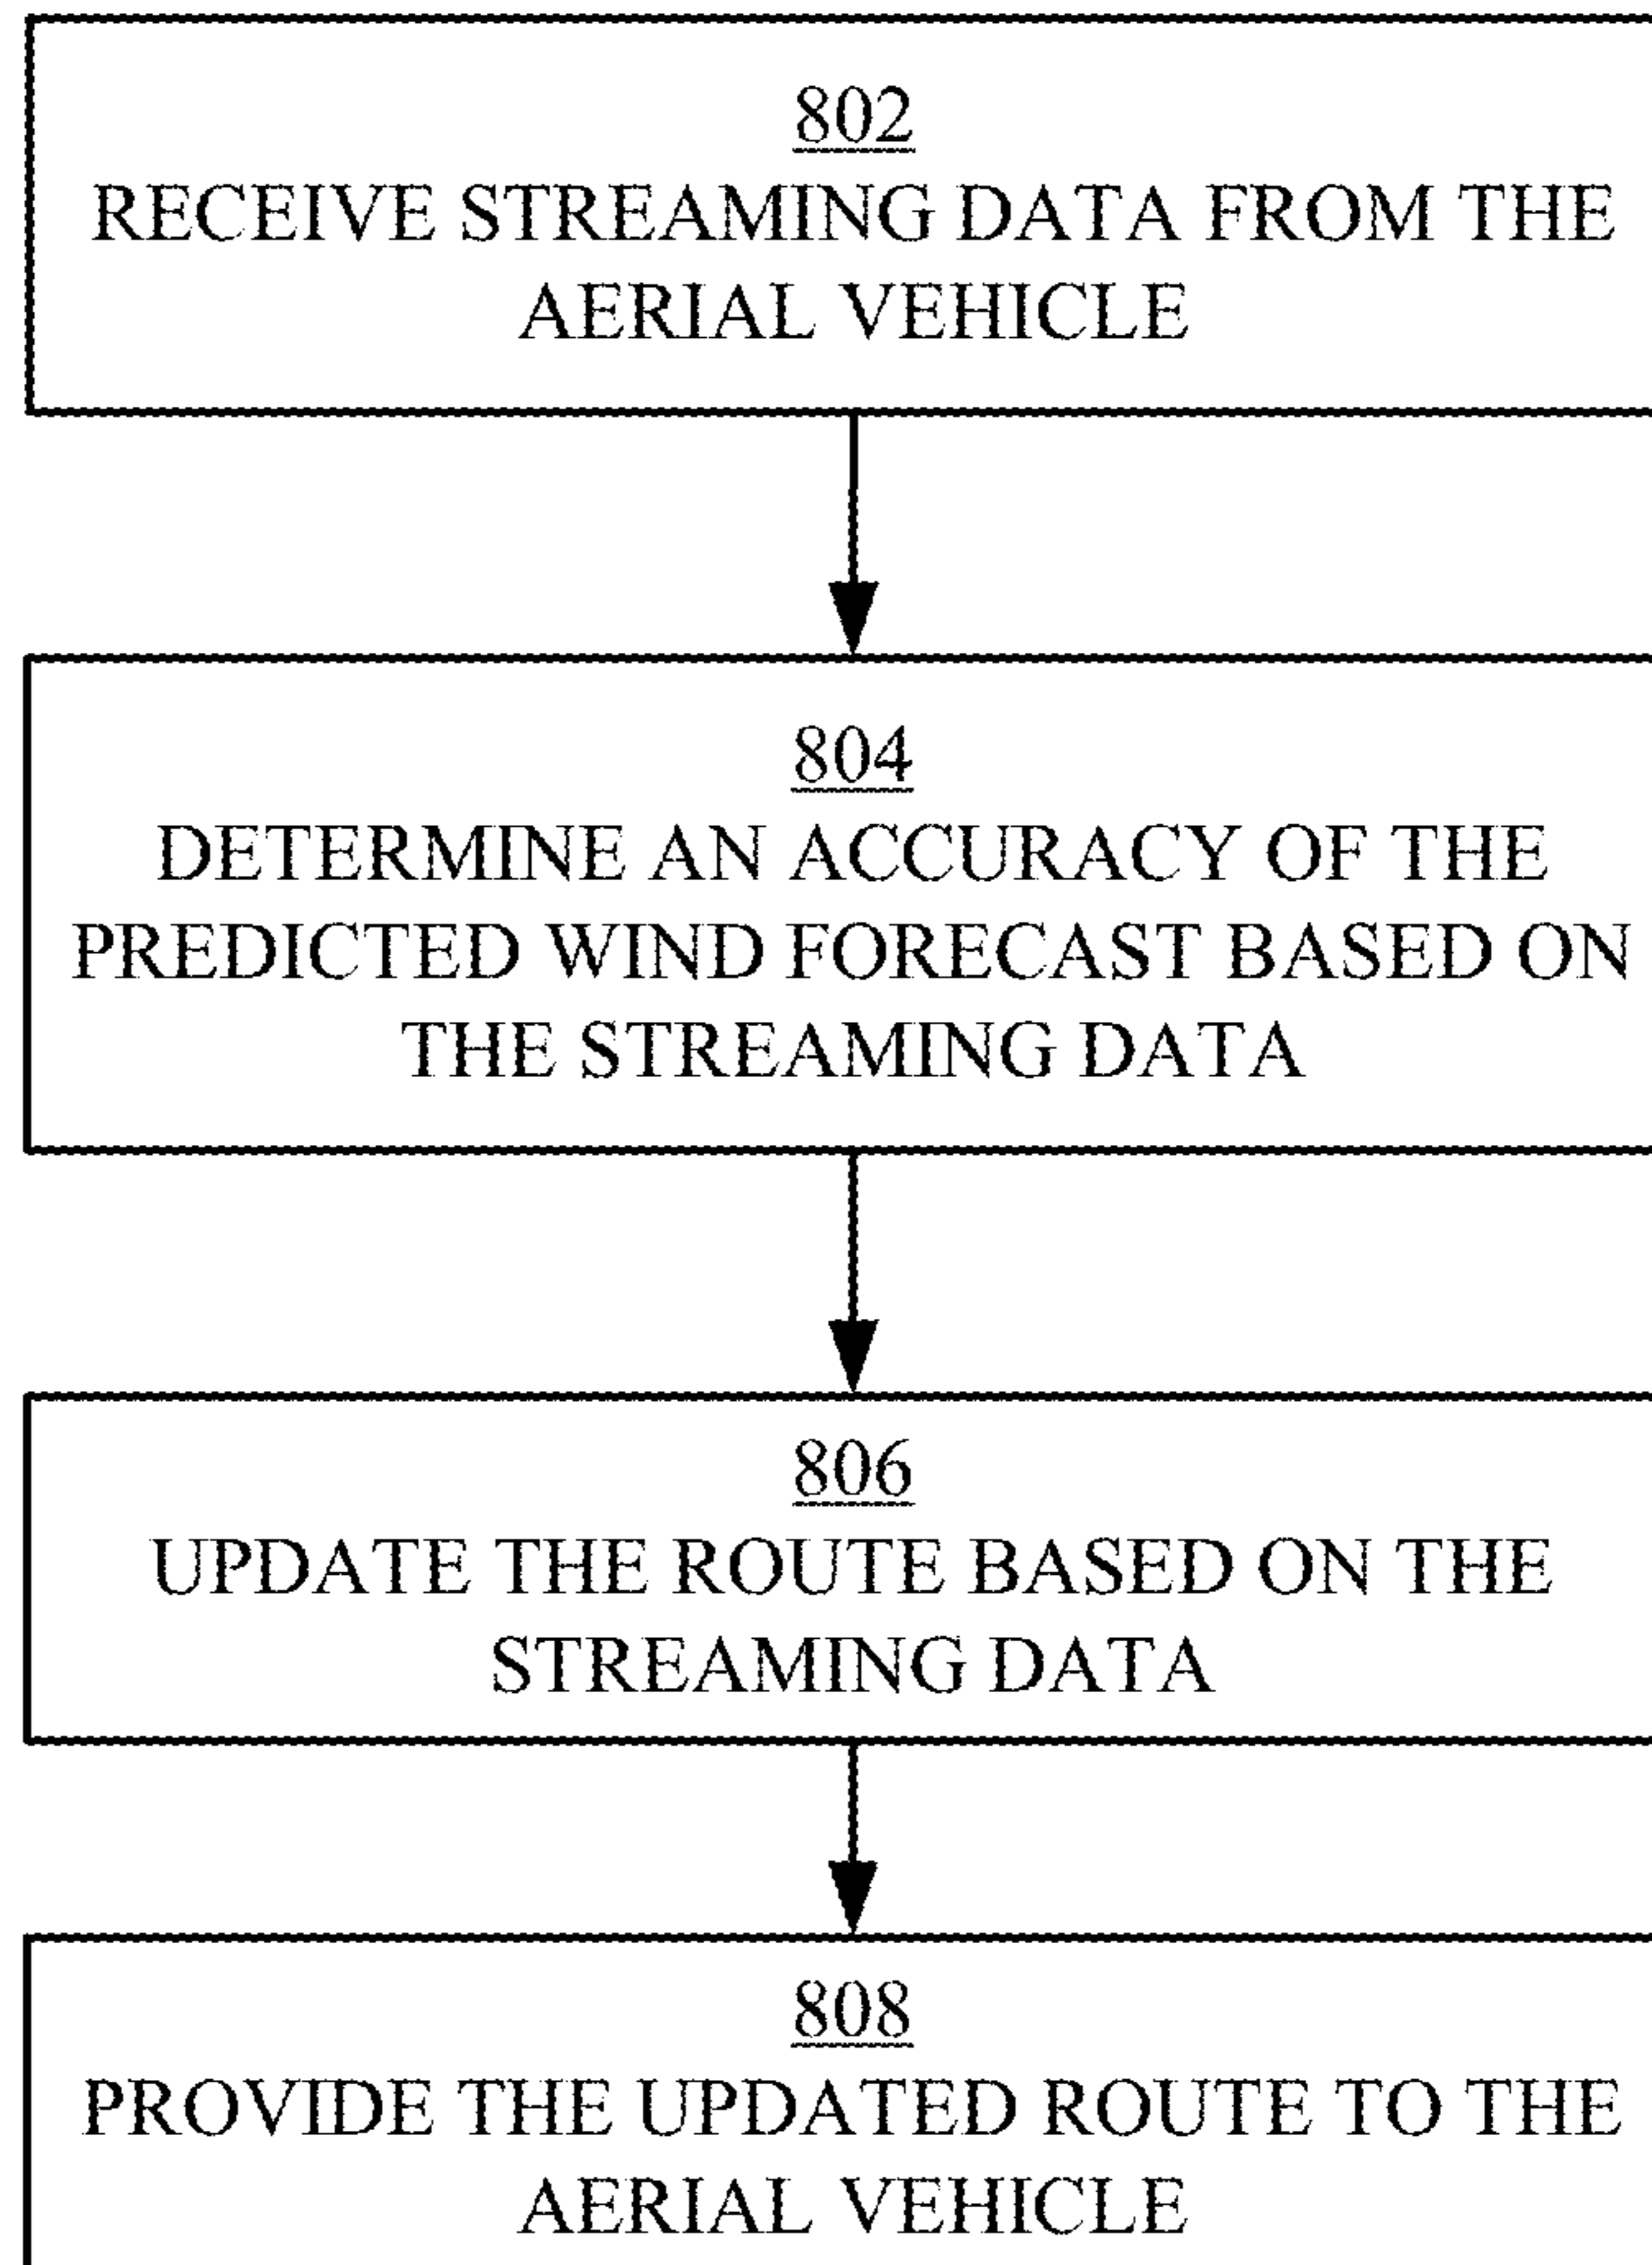 802
RECEIVE STREAMING DATA FROM THE
AERIAL VEHICLE
804
DETERMINE AN ACCURACY OF THE
PREDICTED WIND FORECAST BASED ON
THE STREAMING DATA
806
UPDATE THE ROUTE BASED ON THE
STREAMING DATA
808
PROVIDE THE UPDATED ROUTE TO THE
AERIAL VEHICLE